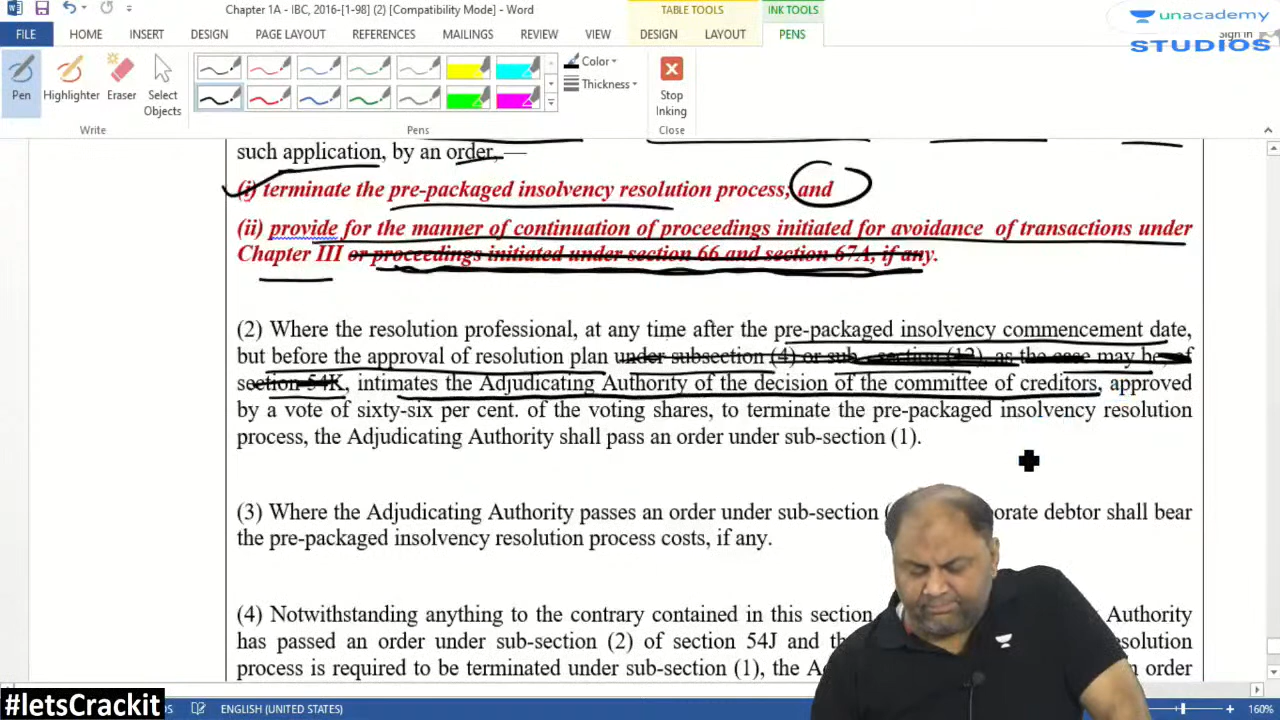 Chapter 1A - IBC, 2016-[1-98) (2) [Compatibility Mode] - Word
TABLE TOOLS
INK TOOLS
unacademy
STUDIOS
FILE
HOME
INSERT
DESIGN
PAGE LAYOUT
REFERENCES
MAILINGS
REVIEW
VIEW
DESIGN
LAYOUT
PENS
Sign in
Pen
Highlighter
Eraser
Select
Objects
Color
Thickness
Stop
Inking
Write
Pens
Close
such application, by an order, —
(i) terminate the pre-packaged insolvency resolution process; and
(ii) provide for the manner of continuation of proceedings initiated for avoidance of transactions under
Chapter III or proceedings initiated under section 66 and section 67A, if any.
(2) Where the resolution professional, at any time after the pre-packaged insolvency commencement date,
but before the approval of resolution plan under subsection (4) or sub - section (12), as the case may be, of
section 54K, intimates the Adjudicating Authority of the decision of the committee of creditors, approved
by a vote of sixty-six per cent. of the voting shares, to terminate the pre-packaged insolvency resolution
process, the Adjudicating Authority shall pass an order under sub-section (1).
(3) Where the Adjudicating Authority passes an order under sub-section debtor shall bear
the pre-packaged insolvency resolution process costs, if any.
(4) Notwithstanding anything to the contrary contained in this section Authority
has passed an order under sub-section (2) of section 54J and
process is required to be terminated under sub-section (1), the order
#letsCrackit
ENGLISH (UNITED STATES)
160%